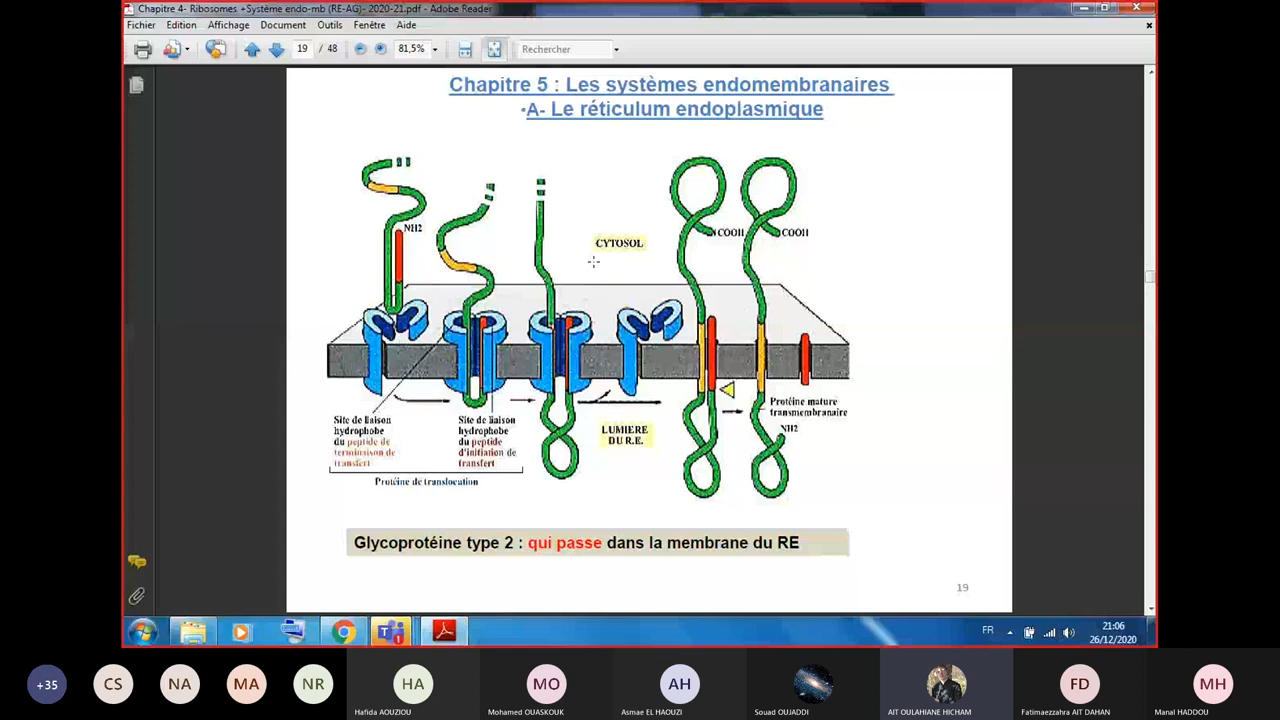 Chapitre 4- Ribosomes +Système endo-mb (RE-AG)- 2020-21.pdf - Adobe Reader
Fichier Edition Affichage Document Outils Fenêtre Aide
19 / 48 81,5% Rechercher
Chapitre 5 : Les systèmes endomembranaires
•A- Le réticulum endoplasmique
NH2
CYTOSOL
COOH
COOH
Site de liaison
hydrophobe
du peptide de
terminaison de
transfert
Site de liaison
hydrophobe
du peptide
d'initiation de
transfert
Protéine de translocation
LUMIERE
DU R.E.
Protéine mature
transmembranaire
NH2
Glycoprotéine type 2 : qui passe dans la membrane du RE
19
FR
21:06
26/12/2020
+35
CS
NA
MA
NR
HA
MO
AH
FD
MH
Hafida AOUZIOU
Mohamed OUASKOUK
Asmae EL HAOUZI
Souad OUJADDI
AIT OULAHIANE HICHAM
Fatimaezzahra AIT DAHAN
Manal HADDOU